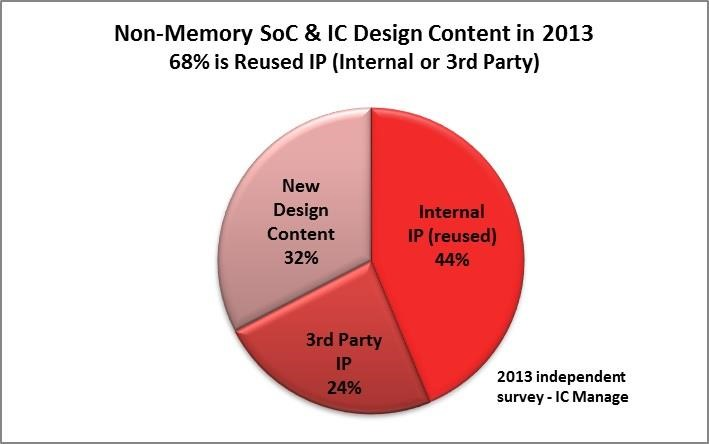 Non-Memory SoC & IC Design Content in 2013
68% is Reused IP (Internal or 3rd Party)
New
Design
Content
32%
Internal
IP (reused)
44%
3rd Party
IP
24%
2013 independent
survey - IC Manage